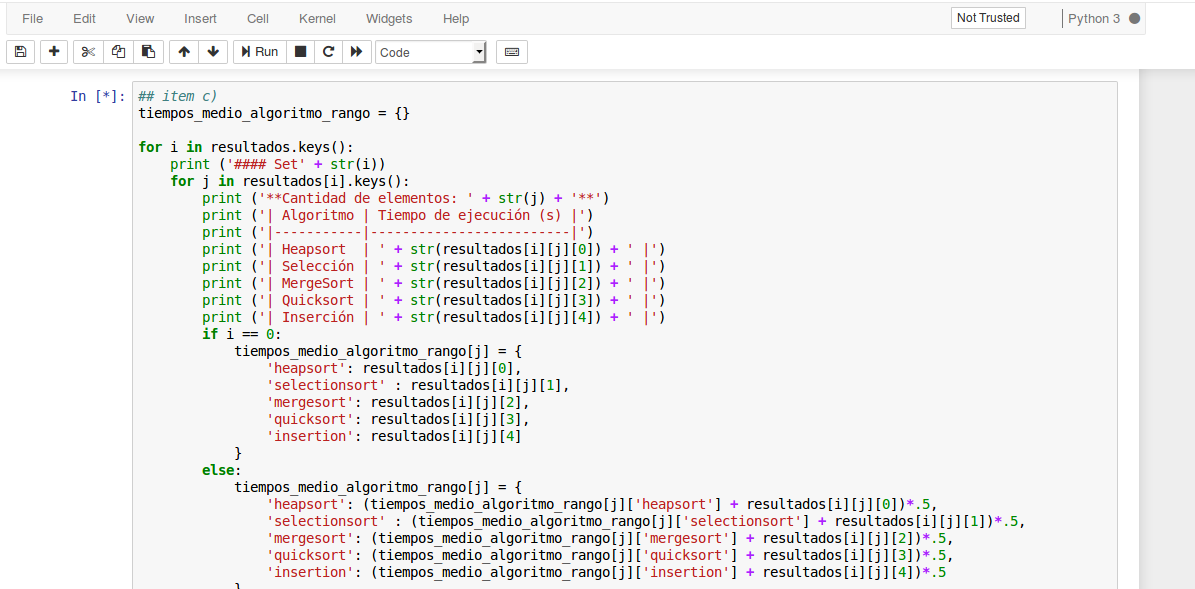 File Edit View Insert Cell Kernel Widgets Help Not Trusted Python 3
Run Code
In [*]: ## item c)
tiempos_medio_algoritmo_rango = {}
for i in resultados.keys():
print ('#### Set' + str(i))
for j in resultados[i].keys():
print ('**Cantidad de elementos: ' + str(j) + '**')
print ('| Algoritmo | Tiempo de ejecución (s) |')
print ('|-----------|-------------------------|')
print ('| Heapsort  | ' + str(resultados[i][j][0]) + ' |')
print ('| Selección | ' + str(resultados[i][j][1]) + ' |')
print ('| MergeSort | ' + str(resultados[i][j][2]) + ' |')
print ('| Quicksort | ' + str(resultados[i][j][3]) + ' |')
print ('| Inserción | ' + str(resultados[i][j][4]) + ' |')
if i == 0:
tiempos_medio_algoritmo_rango[j] = {
'heapsort': resultados[i][j][0],
'selectionsort' : resultados[i][j][1],
'mergesort': resultados[i][j][2],
'quicksort': resultados[i][j][3],
'insertion': resultados[i][j][4]
}
else:
tiempos_medio_algoritmo_rango[j] = {
'heapsort': (tiempos_medio_algoritmo_rango[j]['heapsort'] + resultados[i][j][0])*.5,
'selectionsort' : (tiempos_medio_algoritmo_rango[j]['selectionsort'] + resultados[i][j][1])*.5,
'mergesort': (tiempos_medio_algoritmo_rango[j]['mergesort'] + resultados[i][j][2])*.5,
'quicksort': (tiempos_medio_algoritmo_rango[j]['quicksort'] + resultados[i][j][3])*.5,
'insertion': (tiempos_medio_algoritmo_rango[j]['insertion'] + resultados[i][j][4])*.5
}